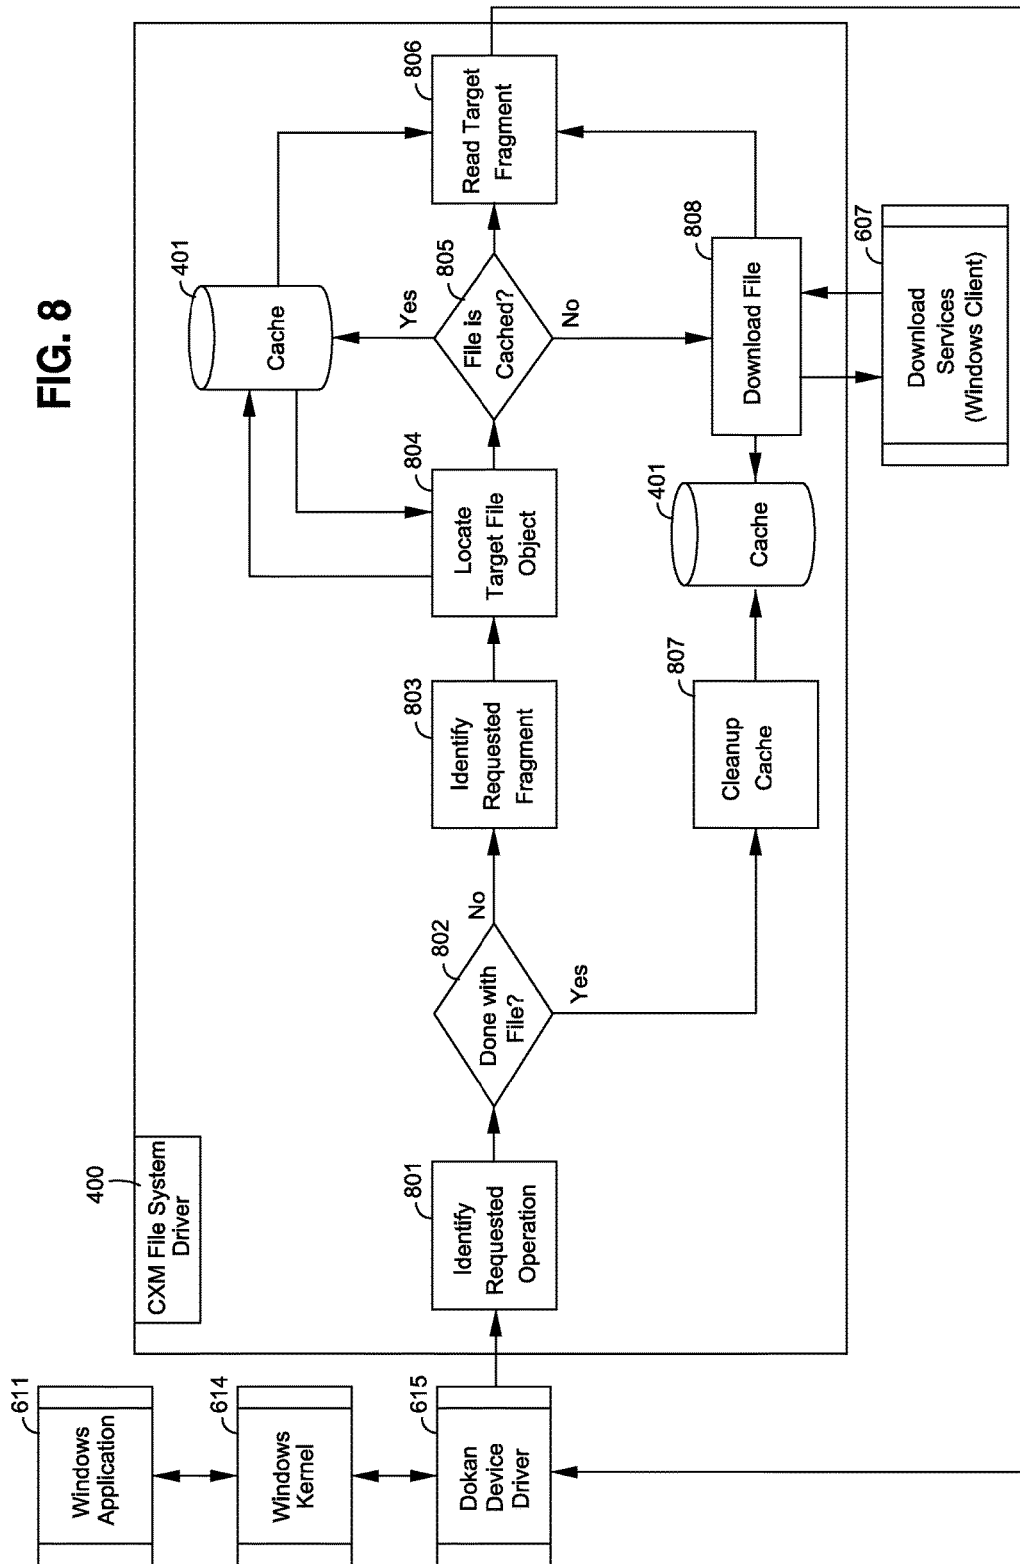 FIG. 8
611
Windows
Application
614
Windows
Kernel
615
Dokan
Device
Driver
400
CXM File System
Driver
801
Identify
Requested
Operation
802
Done with
File?
No
Yes
803
Identify
Requested
Fragment
804
Locate
Target File
Object
401
Cache
805
File is
Cached?
Yes
No
806
Read Target
Fragment
807
Cleanup
Cache
401
Cache
808
Download File
607
Download
Services
(Windows Client)